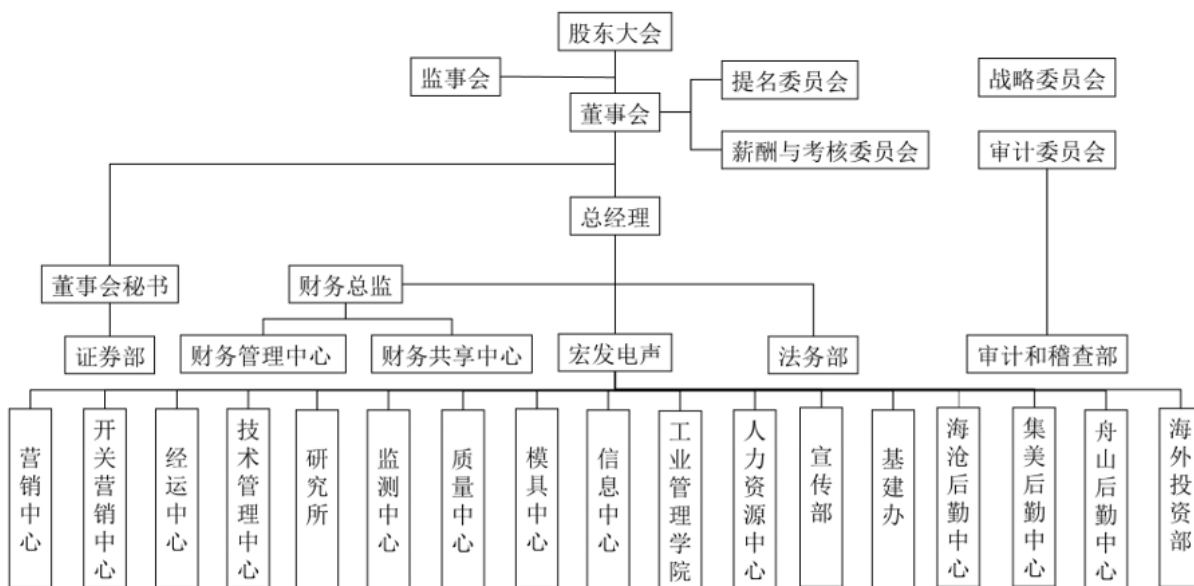 股东大会
监事会
提名委员会
战略委员会
董事会
薪酬与考核委员会
审计委员会
总经理
董事会秘书
财务总监
证券部
财务管理中心
财务共享中心
宏发电声
法务部
审计和稽查部
营销中心
开关营销中心
经运中心
技术管理中心
研究所
监测中心
质量中心
模具中心
信息中心
工业管理学院
人力资源中心
宣传部
基建办
海沧后勤中心
集美后勤中心
舟山后勤中心
海外投资部